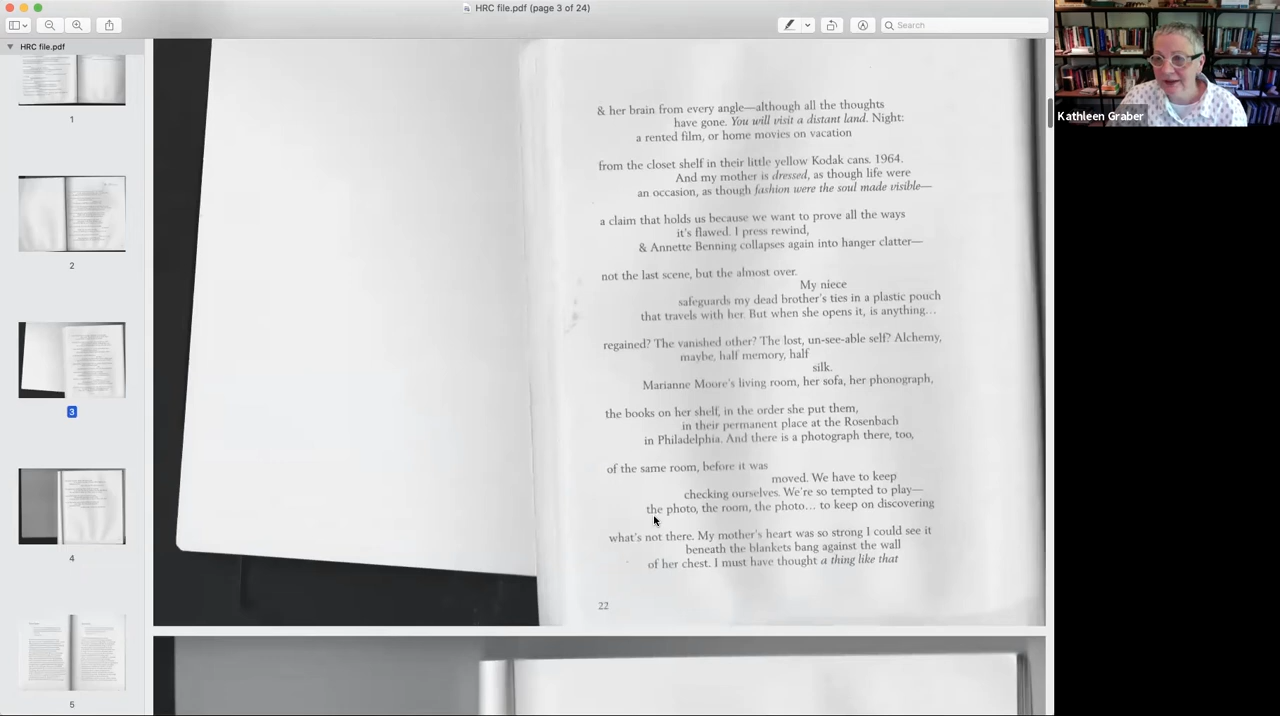 HRC file.pdf (page 3 of 24)
Search
HRC file.pdf
1
2
3
4
5
& her brain from every angle—although all the thoughts
have gone. You will visit a distant land. Night:
a rented film, or home movies on vacation
from the closet shelf in their little yellow Kodak cans. 1964.
And my mother is dressed, as though life were
an occasion, as though fashion were the soul made visible—
a claim that holds us because we want to prove all the ways
it's flawed. I press rewind,
& Annette Benning collapses again into hanger clatter—
not the last scene, but the almost over.
My niece
safeguards my dead brother's ties in a plastic pouch
that travels with her. But when she opens it, is anything…
regained? The vanished other? The lost, un-see-able self? Alchemy,
maybe, half memory, half
silk.
Marianne Moore's living room, her sofa, her phonograph,
the books on her shelf, in the order she put them,
in their permanent place at the Rosenbach
in Philadelphia. And there is a photograph there, too,
of the same room, before it was
moved. We have to keep
checking ourselves. We're so tempted to play—
the photo, the room, the photo… to keep on discovering
what's not there. My mother's heart was so strong I could see it
beneath the blankets bang against the wall
of her chest. I must have thought a thing like that
22
Kathleen Graber